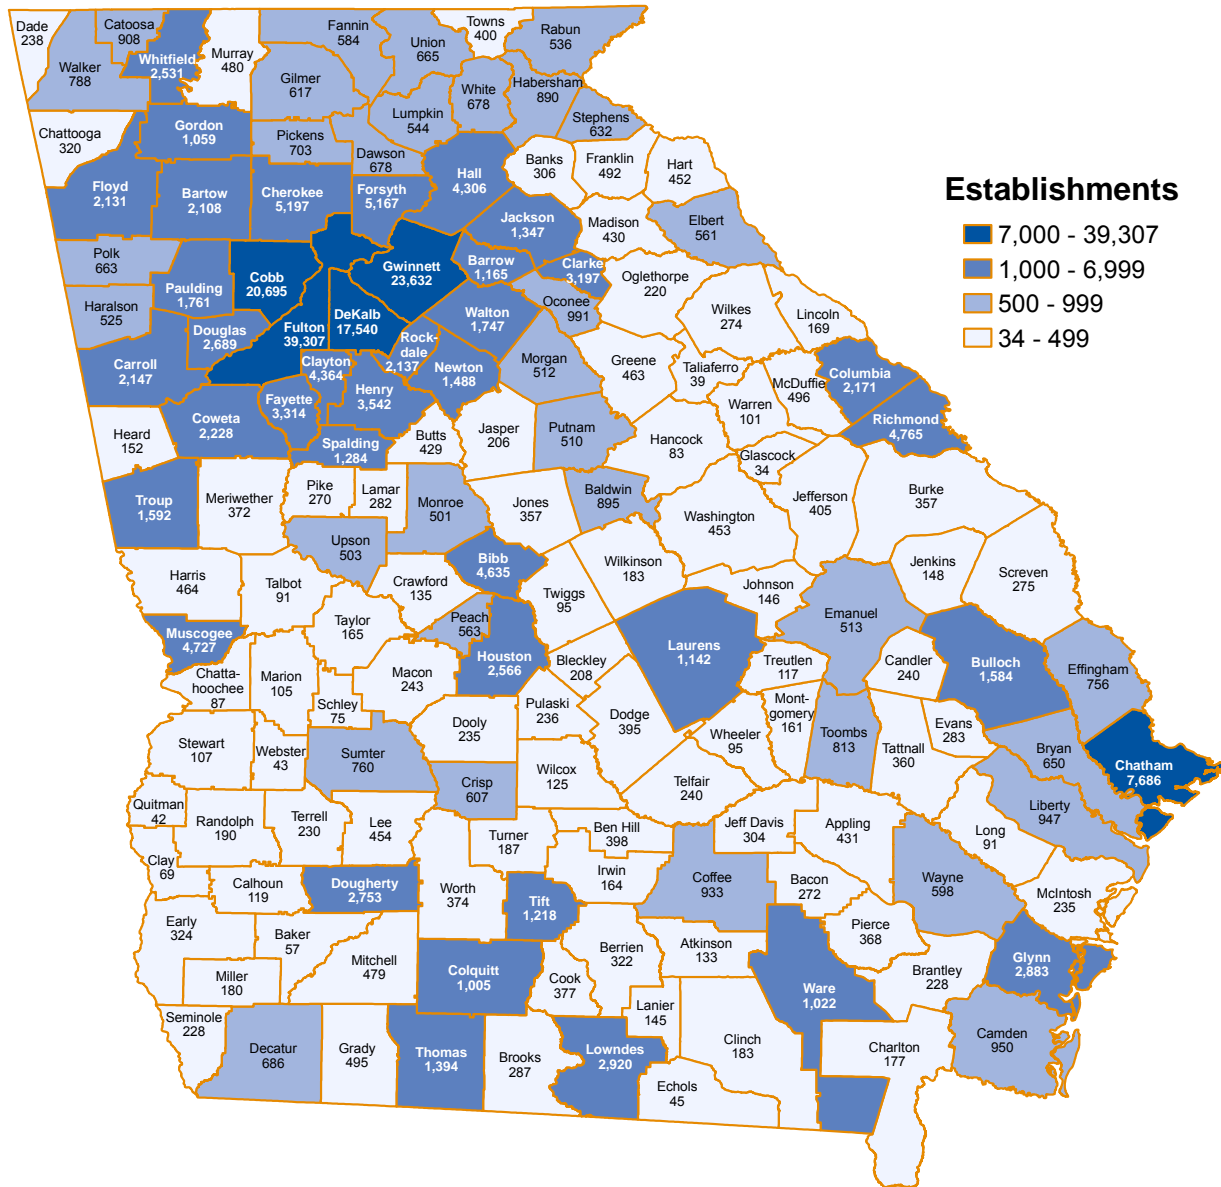 Dade
238
Catoosa
908
Whitfield
2,531
Walker
788
Murray
480
Fannin
584
Gilmer
617
Union
665
Towns
400
Rabun
536
White
678
Habersham
890
Stephens
632
Lumpkin
544
Chattooga
320
Gordon
1,059
Pickens
703
Dawson
678
Floyd
2,131
Bartow
2,108
Cherokee
5,197
Forsyth
5,167
Hall
4,306
Banks
306
Franklin
492
Hart
452
Jackson
1,347
Madison
430
Elbert
561
Establishments
7,000 - 39,307
1,000 - 6,999
500 - 999
34 - 499
Polk
663
Haralson
525
Paulding
1,761
Cobb
20,695
Gwinnett
23,632
Barrow
1,165
Clarke
3,197
Oconee
991
Oglethorpe
220
Wilkes
274
Lincoln
169
Douglas
2,689
Fulton
39,307
DeKalb
17,540
Walton
1,747
Rock-
dale
2,137
Newton
1,488
Morgan
512
Greene
463
Taliaferro
39
McDuffie
496
Columbia
2,171
Richmond
4,765
Warren
101
Carroll
2,147
Clayton
4,364
Henry
3,542
Fayette
3,314
Coweta
2,228
Heard
152
Spalding
1,284
Butts
429
Jasper
206
Putnam
510
Hancock
83
Glascock
34
Troup
1,592
Meriwether
372
Pike
270
Lamar
282
Monroe
501
Jones
357
Baldwin
895
Washington
453
Jefferson
405
Burke
357
Upson
503
Bibb
4,635
Wilkinson
183
Johnson
146
Jenkins
148
Screven
275
Harris
464
Talbot
91
Crawford
135
Taylor
165
Peach
563
Twiggs
95
Emanuel
513
Muscogee
4,727
Chatta-
hoochee
87
Marion
105
Macon
243
Schley
75
Houston
2,566
Bleckley
208
Laurens
1,142
Treutlen
117
Candler
240
Bulloch
1,584
Effingham
756
Stewart
107
Webster
43
Sumter
760
Dooly
235
Pulaski
236
Dodge
395
Wheeler
95
Mont-
gomery
161
Toombs
813
Tattnall
360
Evans
283
Bryan
650
Chatham
7,686
Crisp
607
Wilcox
125
Telfair
240
Liberty
947
Quitman
42
Randolph
190
Terrell
230
Lee
454
Turner
187
Ben Hill
398
Irwin
164
Jeff Davis
304
Appling
431
Long
91
Clay
69
Calhoun
119
Dougherty
2,753
Worth
374
Tift
1,218
Coffee
933
Bacon
272
Wayne
598
McIntosh
235
Early
324
Baker
57
Mitchell
479
Miller
180
Colquitt
1,005
Berrien
322
Cook
377
Atkinson
133
Pierce
368
Ware
1,022
Brantley
228
Glynn
2,883
Lanier
145
Seminole
228
Decatur
686
Grady
495
Thomas
1,394
Brooks
287
Lowndes
2,920
Echols
45
Clinch
183
Charlton
177
Camden
950